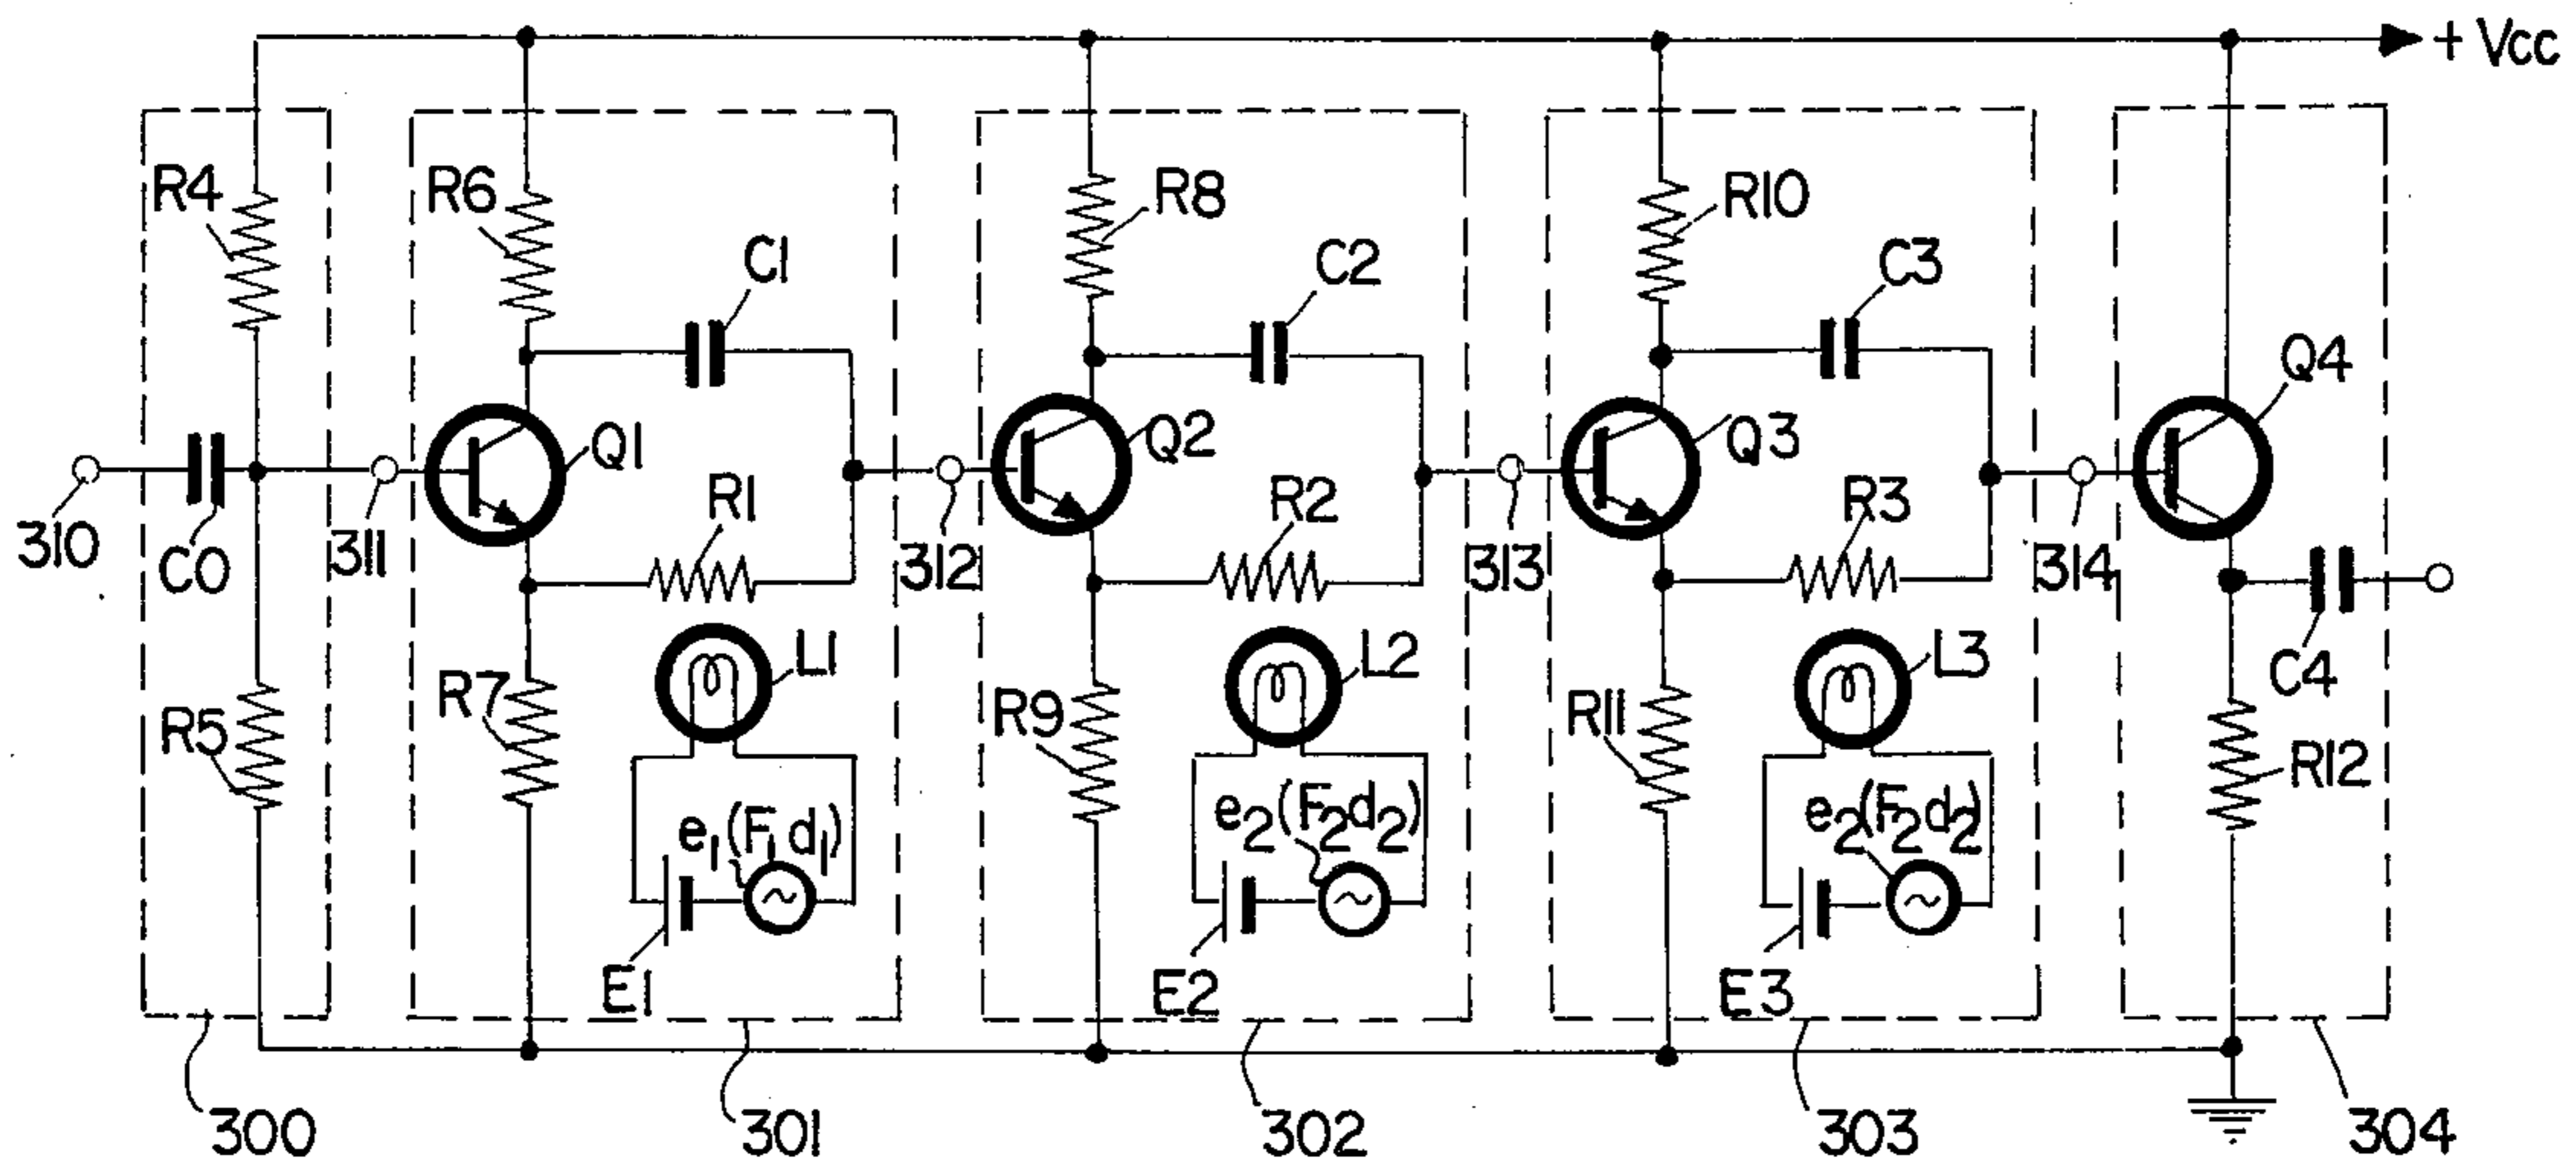 + Vcc
R4
R6
R8
R10
C1
C2
C3
Q4
Q1
Q2
Q3
R1
R2
R3
310
C0
311
312
313
314
L1
L2
L3
C4
R5
R7
R9
R11
R12
e1(F1 d1)
e2(F2d2)
e2(F2d2)
E1
E2
E3
300
301
302
303
304